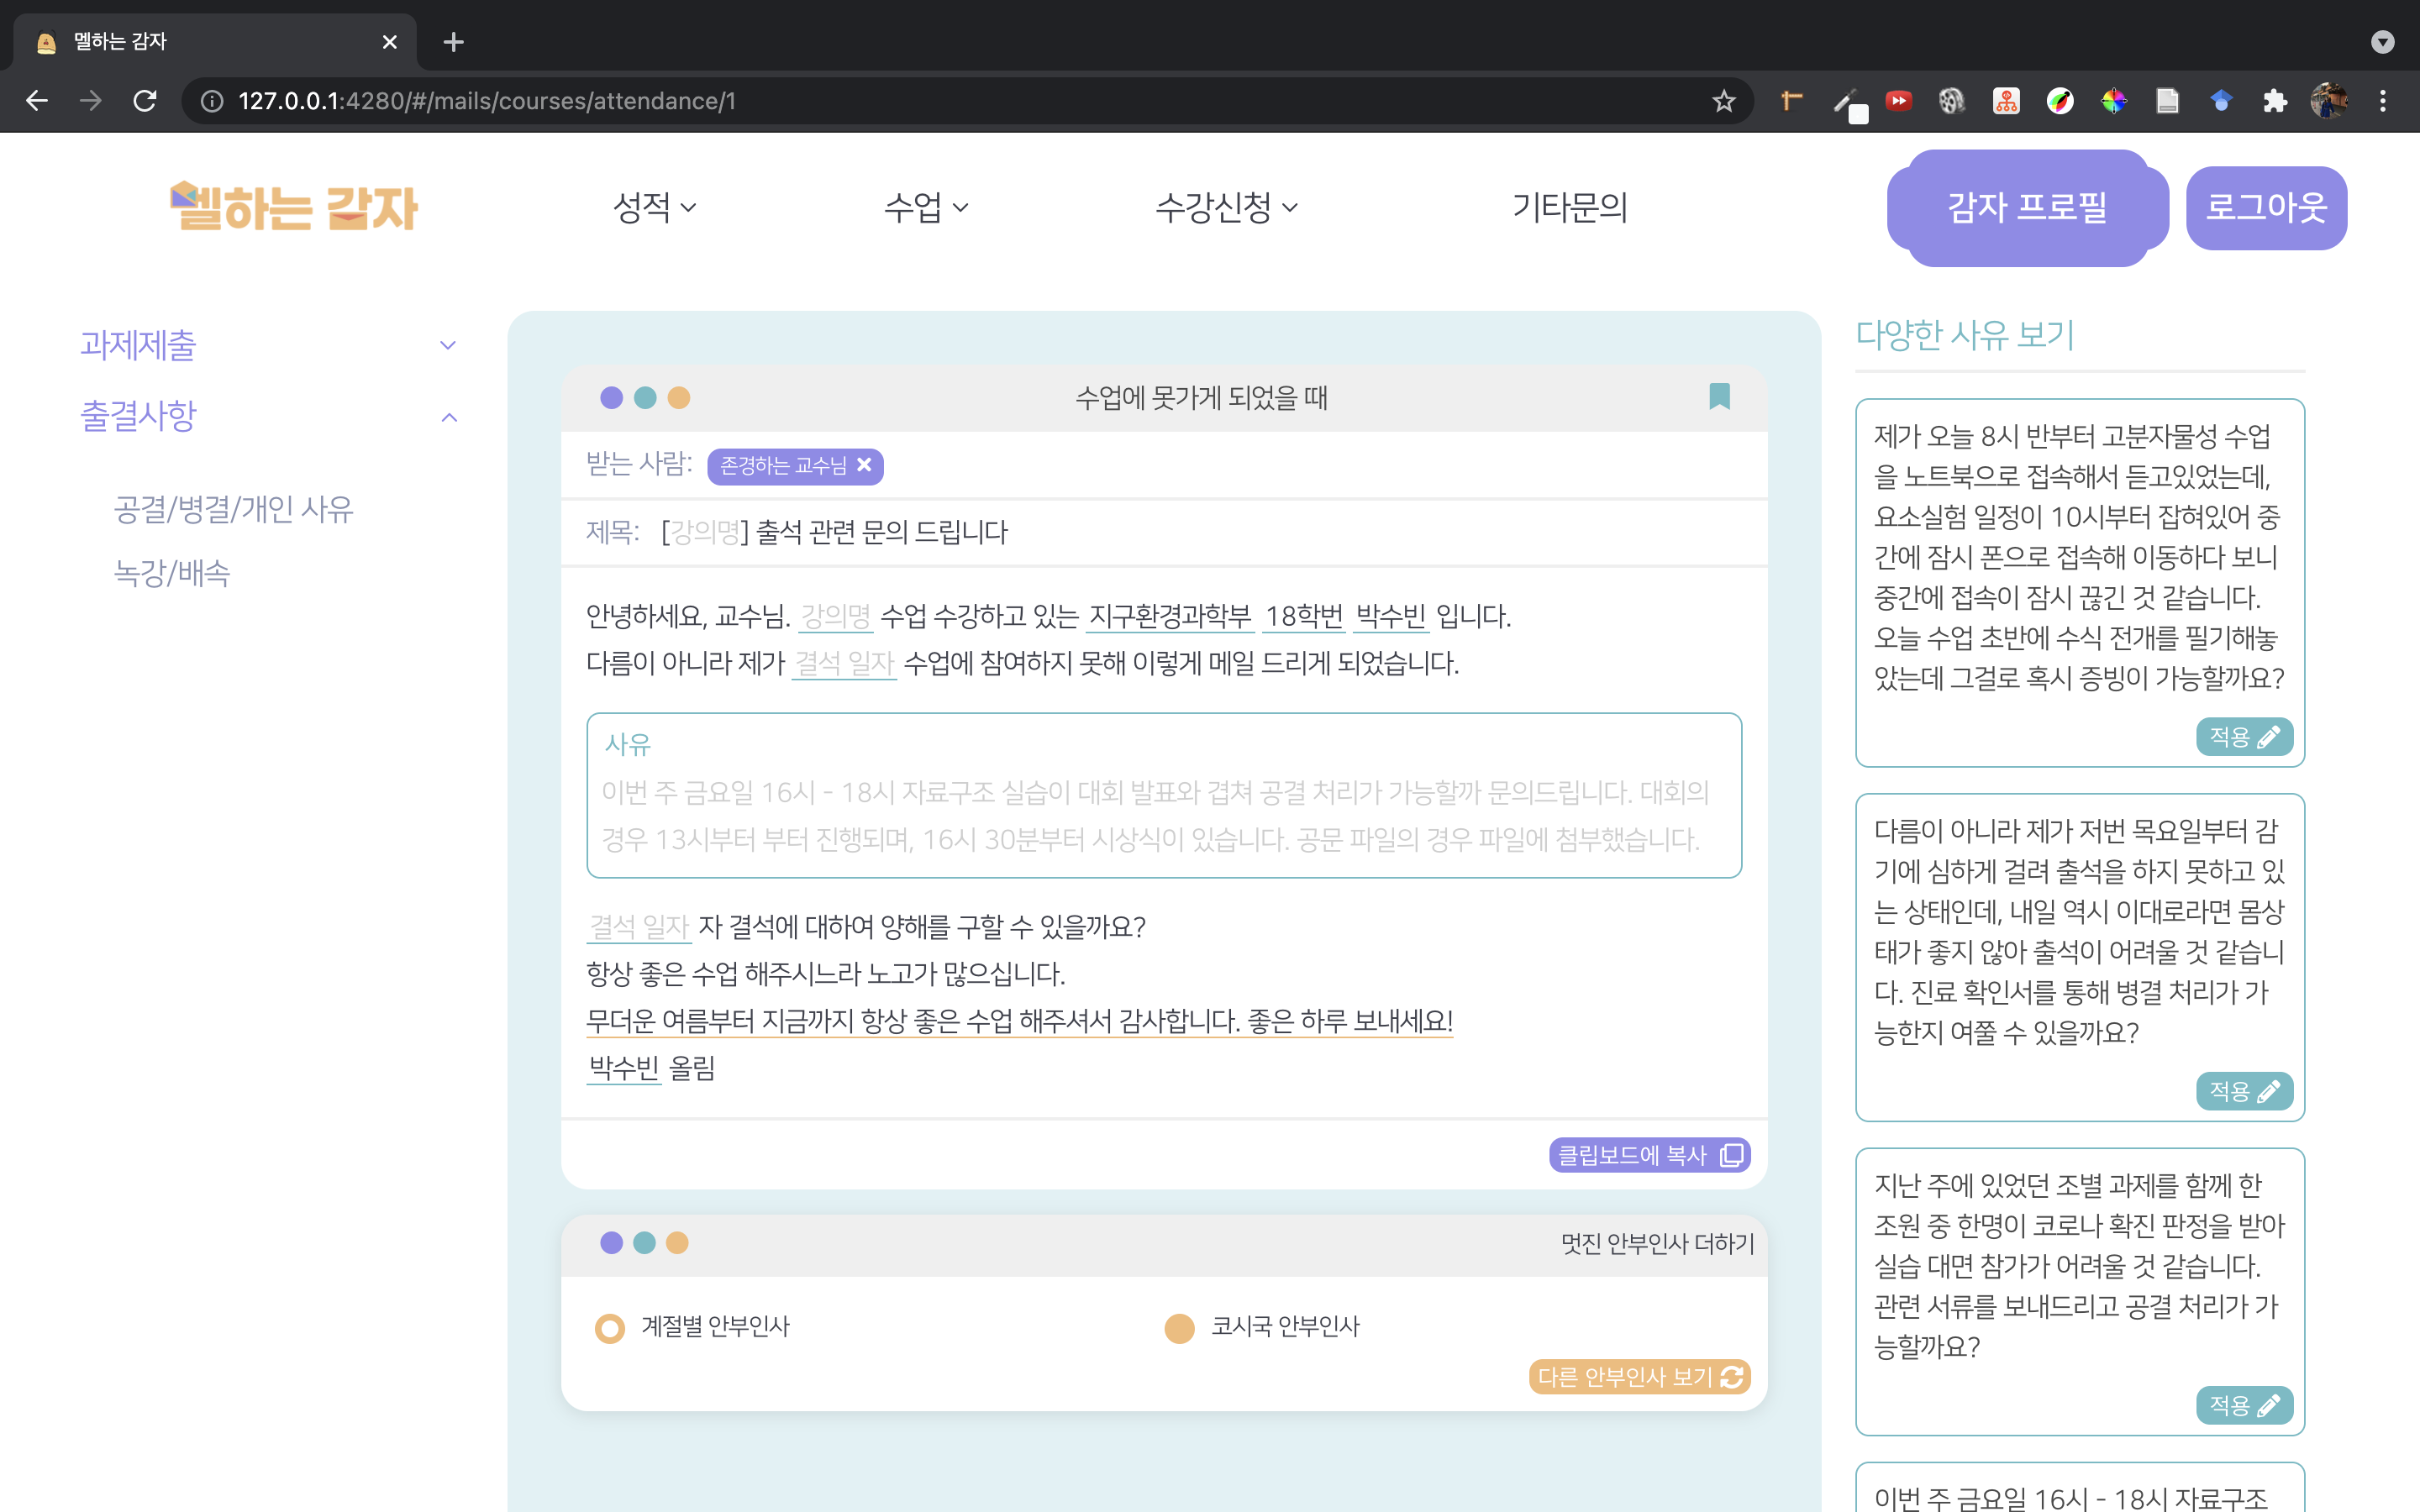 멜하는 감자
127.0.0.1:4280/#/mails/courses/attendance/1
멜하는 감자
성적
수업
수강신청
기타문의
감자 프로필
로그아웃
과제제출
출결사항
공결/병결/개인 사유
녹강/배속
수업에 못가게 되었을 때
받는 사람: 존경하는 교수님
제목: [강의명] 출석 관련 문의 드립니다
안녕하세요, 교수님. 강의명 수업 수강하고 있는 지구환경과학부 18학번 박수빈 입니다.
다름이 아니라 제가 결석 일자 수업에 참여하지 못해 이렇게 메일 드리게 되었습니다.
사유
이번 주 금요일 16시 - 18시 자료구조 실습이 대회 발표와 겹쳐 공결 처리가 가능할까 문의드립니다. 대회의
경우 13시부터 부터 진행되며, 16시 30분부터 시상식이 있습니다. 공문 파일의 경우 파일에 첨부했습니다.
결석 일자 자 결석에 대하여 양해를 구할 수 있을까요?
항상 좋은 수업 해주시느라 노고가 많으십니다.
무더운 여름부터 지금까지 항상 좋은 수업 해주셔서 감사합니다. 좋은 하루 보내세요!
박수빈 올림
클립보드에 복사
멋진 안부인사 더하기
계절별 안부인사
코시국 안부인사
다른 안부인사 보기
다양한 사유 보기
제가 오늘 8시 반부터 고분자물성 수업
을 노트북으로 접속해서 듣고있었는데,
요소실험 일정이 10시부터 잡혀있어 중
간에 잠시 폰으로 접속해 이동하다 보니
중간에 접속이 잠시 끊긴 것 같습니다.
오늘 수업 초반에 수식 전개를 필기해놓
았는데 그걸로 혹시 증빙이 가능할까요?
적용
다름이 아니라 제가 저번 목요일부터 감
기에 심하게 걸려 출석을 하지 못하고 있
는 상태인데, 내일 역시 이대로라면 몸상
태가 좋지 않아 출석이 어려울 것 같습니
다. 진료 확인서를 통해 병결 처리가 가
능한지 여쭐 수 있을까요?
적용
지난 주에 있었던 조별 과제를 함께 한
조원 중 한명이 코로나 확진 판정을 받아
실습 대면 참가가 어려울 것 같습니다.
관련 서류를 보내드리고 공결 처리가 가
능할까요?
적용
이번 주 금요일 16시 - 18시 자료구조